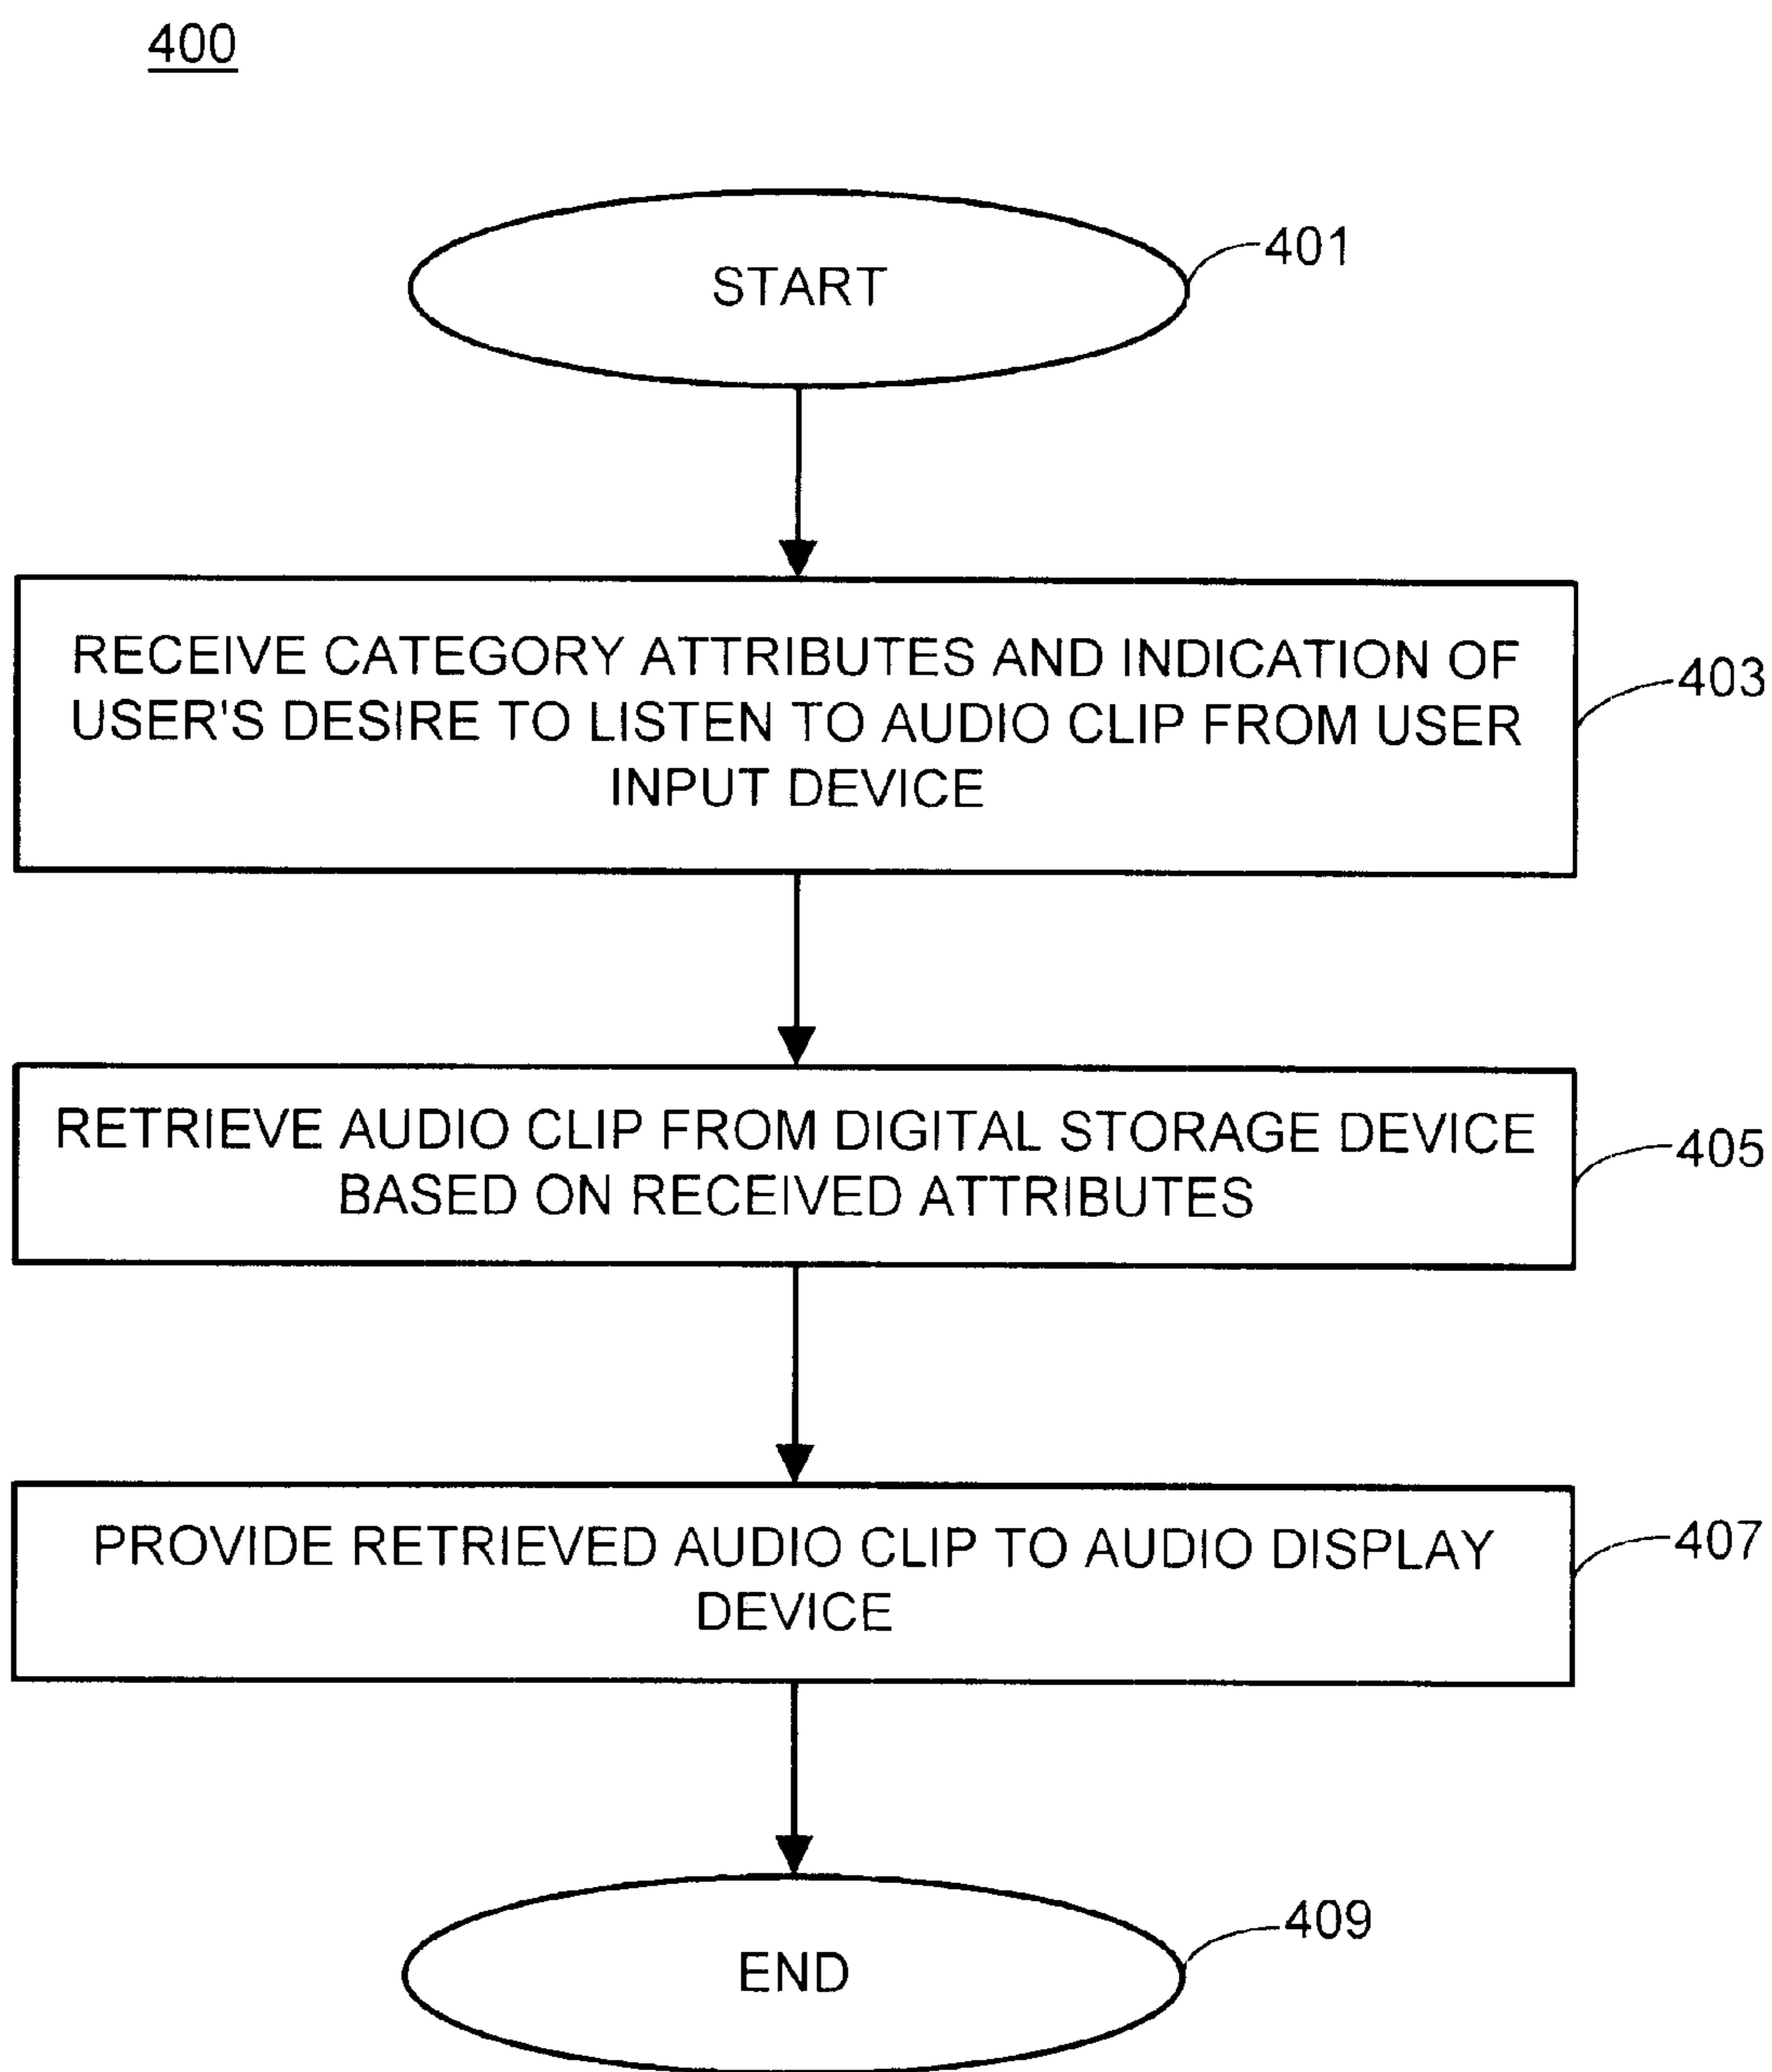 400
START
401
RECEIVE CATEGORY ATTRIBUTES AND INDICATION OF
USER'S DESIRE TO LISTEN TO AUDIO CLIP FROM USER
INPUT DEVICE
403
RETRIEVE AUDIO CLIP FROM DIGITAL STORAGE DEVICE
BASED ON RECEIVED ATTRIBUTES
405
PROVIDE RETRIEVED AUDIO CLIP TO AUDIO DISPLAY
DEVICE
407
END
409